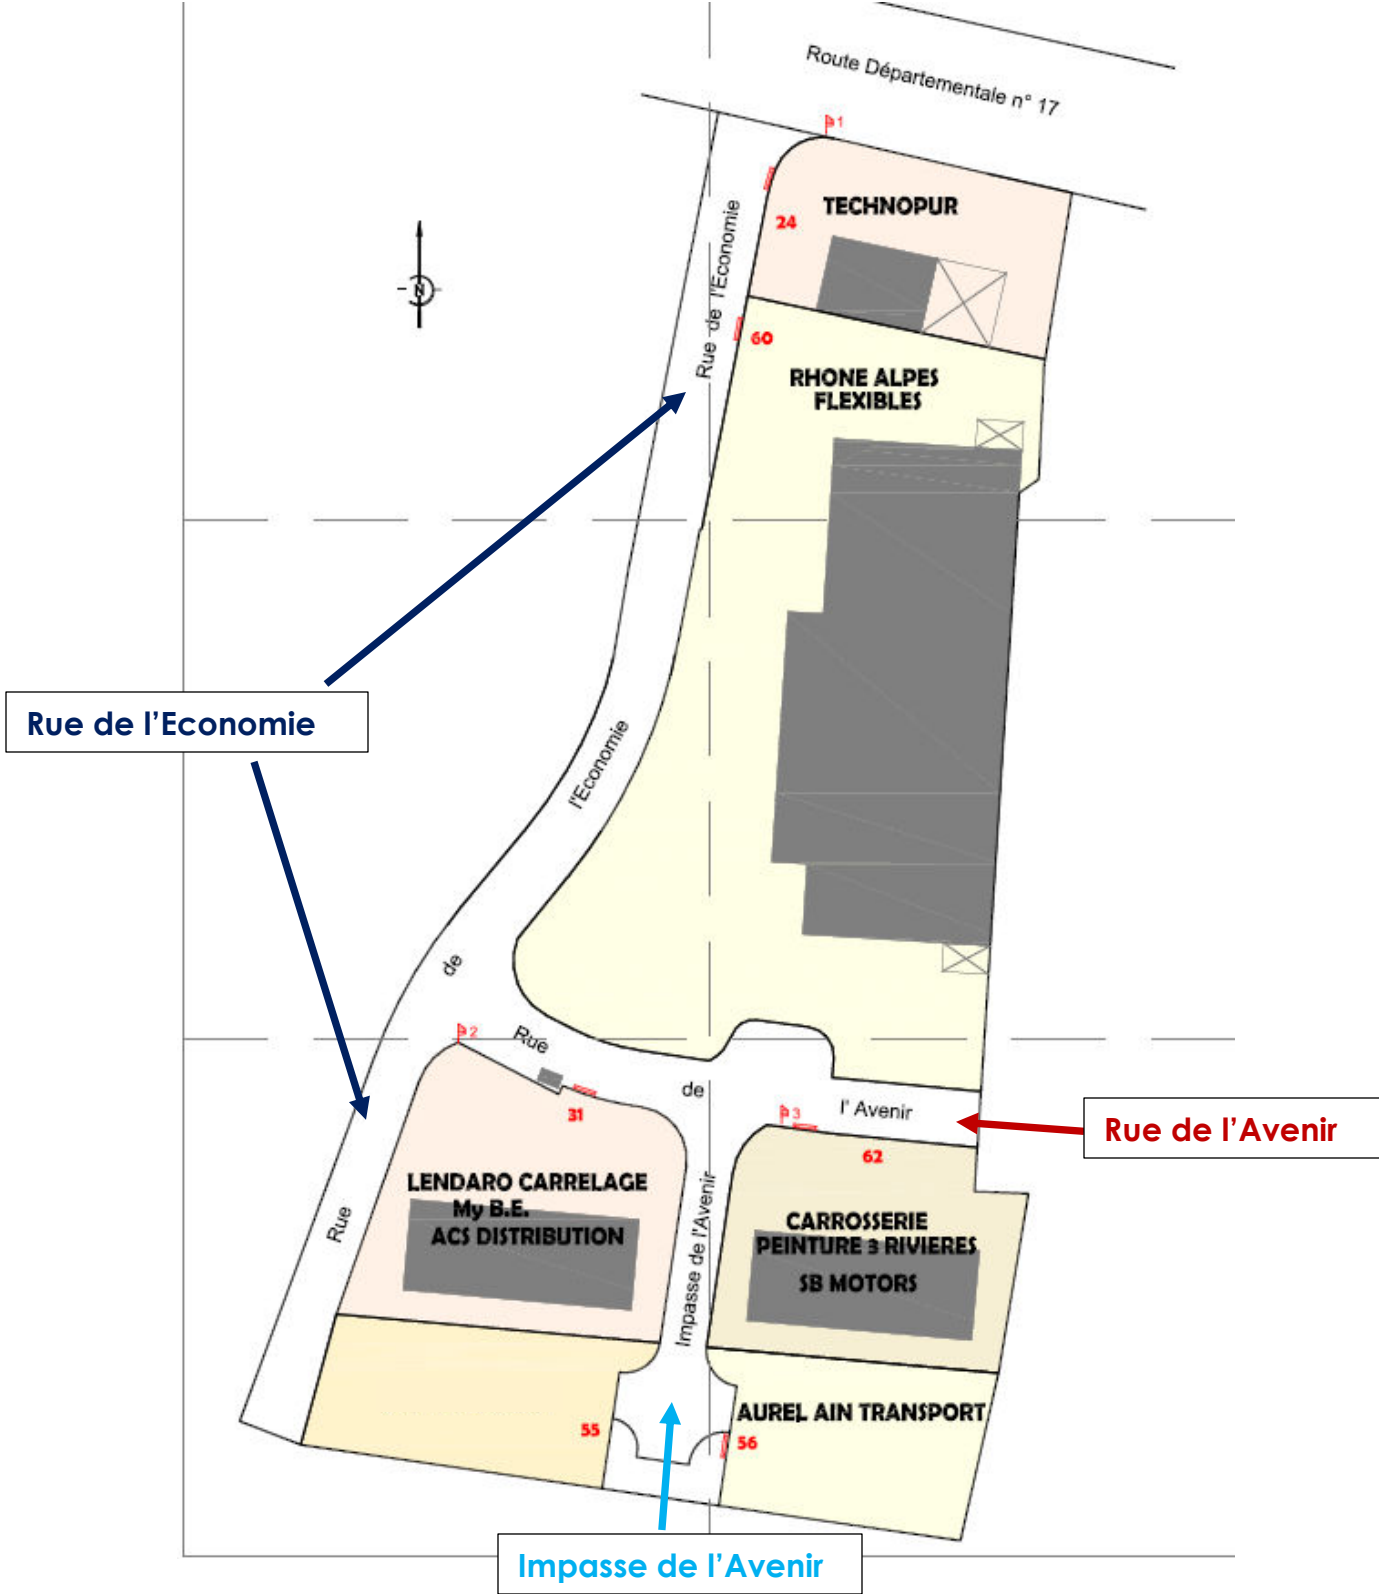 Route Départementale n° 17
1
TECHNOPUR
24
Rue de l'Economie
60
RHONE ALPES
FLEXIBLES
N
Rue de l'Economie
Rue de l'Economie
2
Rue de l' Avenir
31
3
62
Rue de l'Avenir
LENDARO CARRELAGE
My B.E.
ACS DISTRIBUTION
Impasse de l'Avenir
CARROSSERIE
PEINTURE 3 RIVIERES
SB MOTORS
AUREL AIN TRANSPORT
55
56
Impasse de l'Avenir